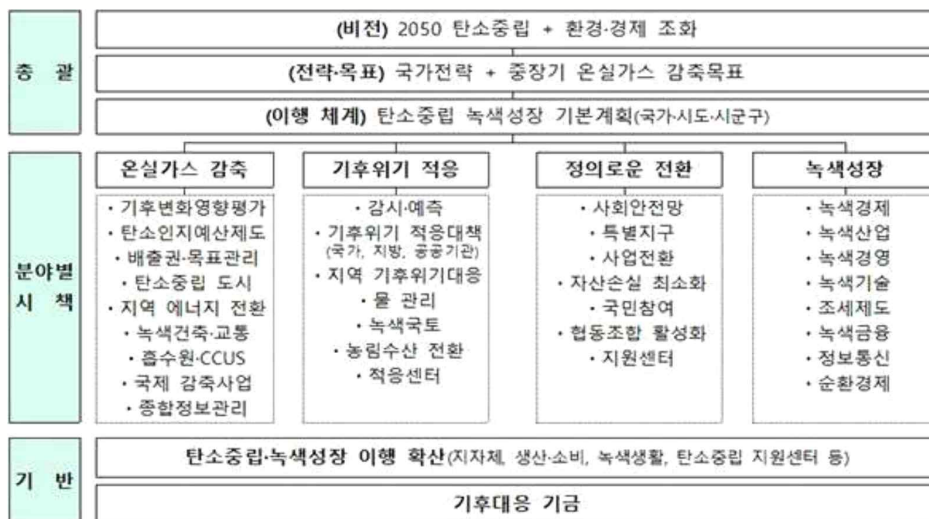 총 괄
(비전) 2050 탄소중립 + 환경·경제 조화
(전략·목표) 국가전략 + 중장기 온실가스 감축목표
(이행 체계) 탄소중립 녹색성장 기본계획(국가·시도·시군구)
분야별
시 책
온실가스 감축
· 기후변화영향평가
· 탄소인지예산제도
· 배출권·목표관리
· 탄소중립 도시
· 지역 에너지 전환
· 녹색건축·교통
· 흡수원·CCUS
· 국제 감축사업
· 종합정보관리
기후위기 적응
· 감시·예측
· 기후위기 적응대책
(국가, 지방, 공공기관)
· 지역 기후위기대응
· 물 관리
· 녹색국토
· 농림수산 전환
· 적응센터
정의로운 전환
· 사회안전망
· 특별지구
· 사업전환
· 자산손실 최소화
· 국민참여
· 협동조합 활성화
· 지원센터
녹색성장
· 녹색경제
· 녹색산업
· 녹색경영
· 녹색기술
· 조세제도
· 녹색금융
· 정보통신
· 순환경제
기 반
탄소중립·녹색성장 이행 확산(지자체, 생산·소비, 녹색생활, 탄소중립 지원센터 등)
기후대응 기금